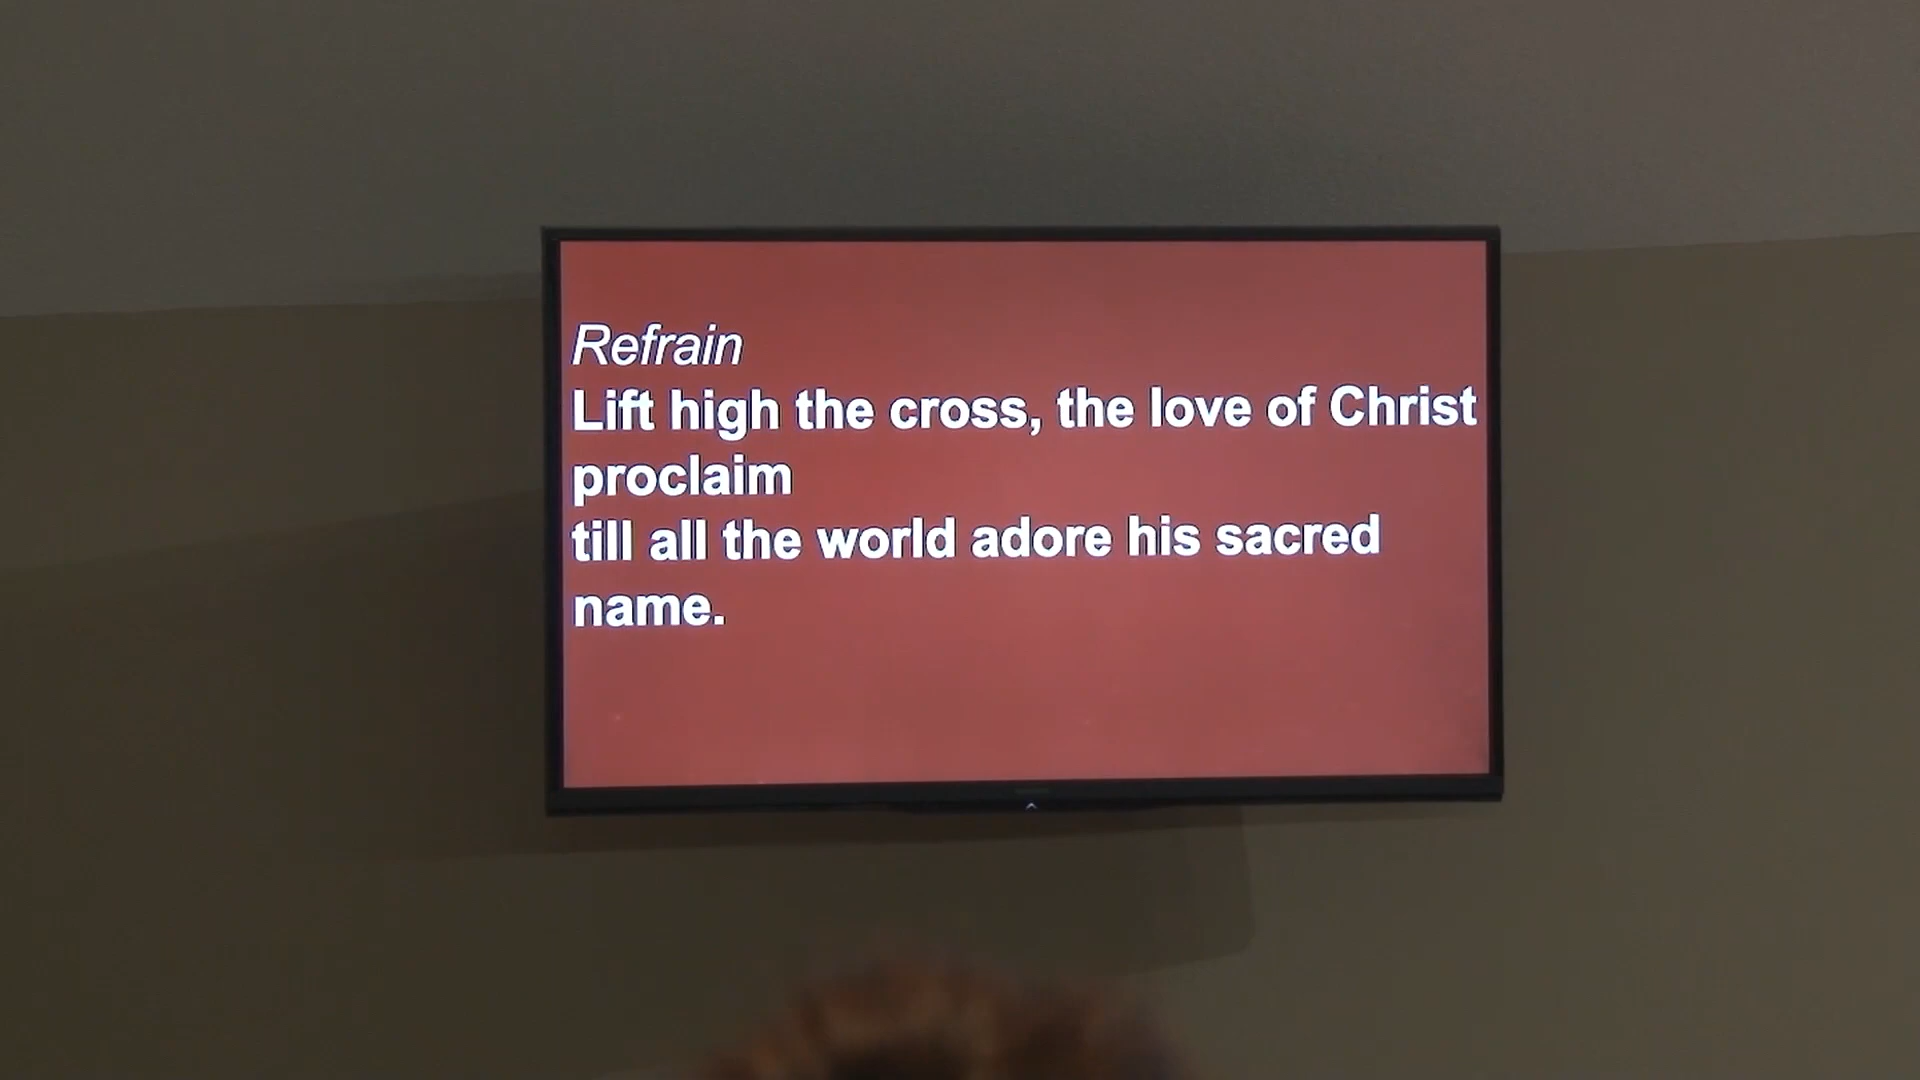 Refrain
Lift high the cross, the love of Christ
proclaim
till all the world adore his sacred
name.